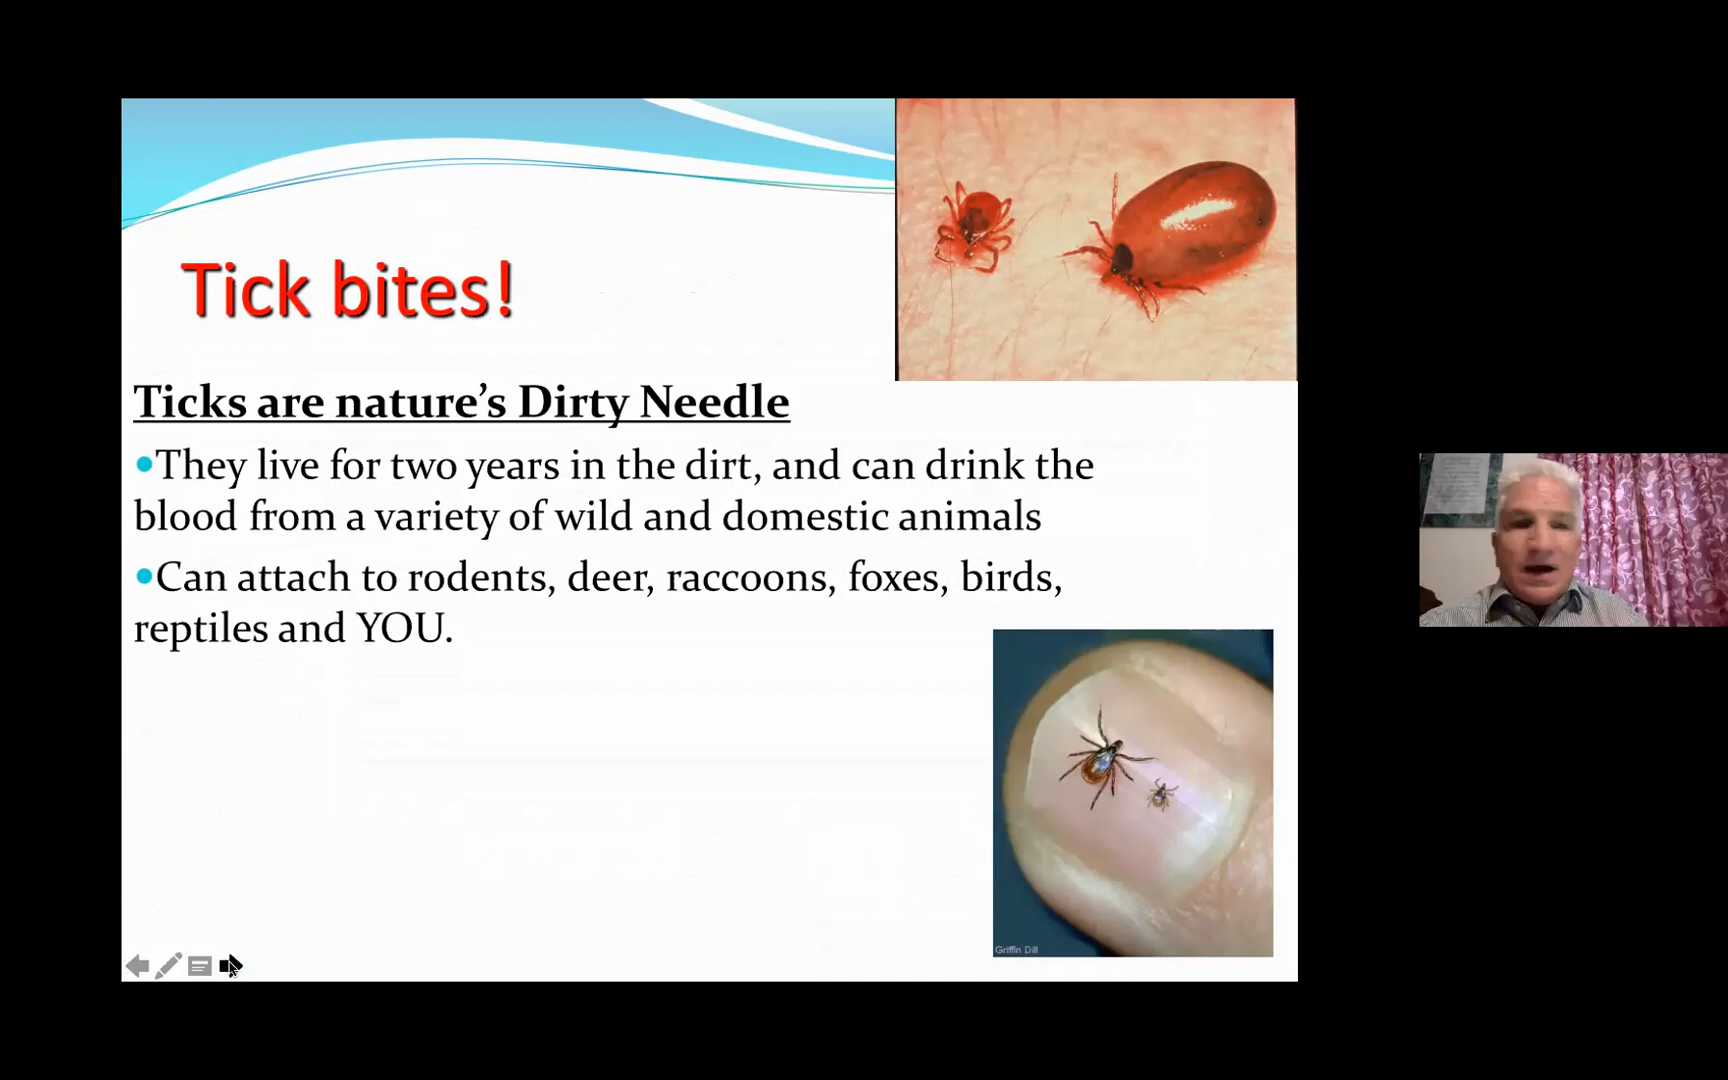 Tick bites!
Ticks are nature's Dirty Needle
•They live for two years in the dirt, and can drink the
blood from a variety of wild and domestic animals
•Can attach to rodents, deer, raccoons, foxes, birds,
reptiles and YOU.
Griffin Dill